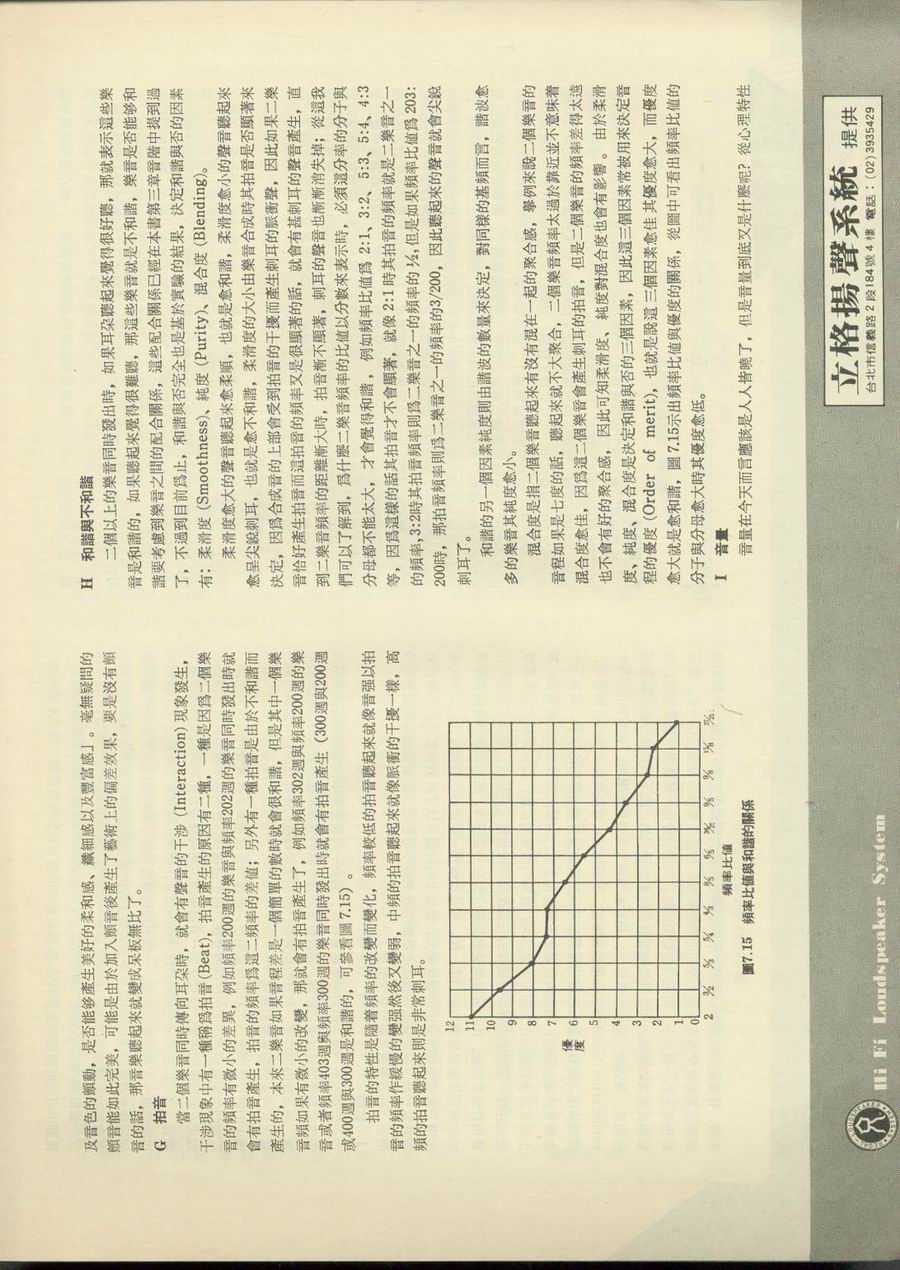 及音色的顫動，是否能够產生美好的柔和感、纖細感以及豐富感」。毫無疑問的
顫音能如此完美，可能是由於加入顫音後產生了藝術上的偏差效果，要是沒有顫
音的話，那音樂聽起來就變成呆板無比了。
G 拍音
當二個樂音同時傳向耳朶時，就會有聲音的干涉（Interaction）現象發生，
干涉現象中有一種稱爲拍音(Beat)，拍音產生的原因有二種，一種是因爲二個樂
音的頻率有微小的差異，例如頻率200週的樂音與頻率202週的樂音同時發出時就
會有拍音產生，拍音的頻率爲這二頻率的差値；另外有一種拍音是由於不和諧而
產生的，本來二樂音如果音程差是一個簡單的數時就會很和諧，但是其中一個樂
音頻如果有微小的改變，那就會有拍音產生了，例如頻率302週與頻率200週的樂
音或者頻率403週與頻率300週的樂音同時發出時就會有拍音產生（300週與200週
或400週與300週是和諧的，可參看圖 7.15）。
拍音的特性是隨着頻率的改變而變化，頻率較低的拍音聽起來就像音强以拍
音的頻率作緩慢的變强然後又變弱，中頻的拍音聽起來就像脈衝的干擾一樣，高
頻的拍音聽起來則是非常刺耳。
12
11
10
9
8
7
6
5
4
3
2
1
0
優度
2
頻率比値
圖7.15 頻率比値與和諧的關係
H 和諧與不和諧
二個以上的樂音同時發出時，如果耳朶聽起來覺得很好聽，那就表示這些樂
音是和諧的，如果聽起來覺得很難聽，那這些樂音就是不和諧，樂音是否能够和
諧要考慮到樂音之間的配合關係，這些配合關係已經在本書第三章音階中提到過
了，不過到目前爲止，和諧與否完全也是基於實驗的結果，決定和諧與否的因素
有：柔滑度（Smoothness）、純度（Purity）、混合度（Blending）。
柔滑度愈大的聲音聽起來愈柔順，也就是愈和諧，柔滑度愈小的聲音聽起來
愈呈尖銳刺耳，也就是愈不和諧，柔滑度的大小由樂音合成時其拍音是否顯著來
決定，因爲合成音的上部會受到拍音的干擾而產生刺耳的脈衝聲，因此如果二樂
音恰好產生拍音而這拍音的頻率又是很顯著的話，就會有甚刺耳的聲音產生，直
到二樂音頻率的距離漸大時，拍音漸不顯著，刺耳的聲音也漸漸消失掉；從這我
們可以了解到，爲什麽二樂音頻率的比値以分數來表示時，必須這分率的分子與
分母都不能太大，才會覺得和諧，例如頻率比値爲 2:1、3:2、5:3、5:4、4:3
等，因爲這樣的話其拍音才不會顯著，就像 2:1 時其拍音的頻率就是二樂音之一
的頻率,3:2時其拍音頻率則爲二樂音之一的頻率的 ½,但是如果頻率比値爲 203:
200時，那拍音頻率則爲二樂音之一的頻率的3/200，因此聽起來的聲音就會尖銳
刺耳了。
和諧的另一個因素純度則由諧波的數量來決定，對同樣的基頻而言，諧波愈
多的樂音其純度愈小。
混合度是指二個樂音聽起來有沒有混在一起的聚合感，舉例來說二個樂音的
音程如果是七度的話，聽起來就不大聚合，二個樂音頻率太過於靠近並不意味着
混合度愈佳，因爲這二個樂音會產生刺耳的拍音，但是二個樂音的頻率差得太遠
也不會有好的聚合感，因此可知柔滑度、純度對混合度也會有影響。由於柔滑
度、純度、混合度是決定和諧與否的三個因素，因此這三個因素常被用來決定音
程的優度（Order of merit)，也就是說這三個因素愈佳其優度愈大，而優度
愈大就是愈和諧，圖 7.15示出頻率比値與優度的關係，從圖中可看出頻率比値的
分子與分母愈大時其優度愈低。
I 音量
音量在今天而言應該是人人皆曉了，但是音量到底又是什麽呢？從心理特性
Hi Fi Loudspeaker System
立格揚聲系統 提供
台北市信義路2段184號4樓 電話：(02) 3935429